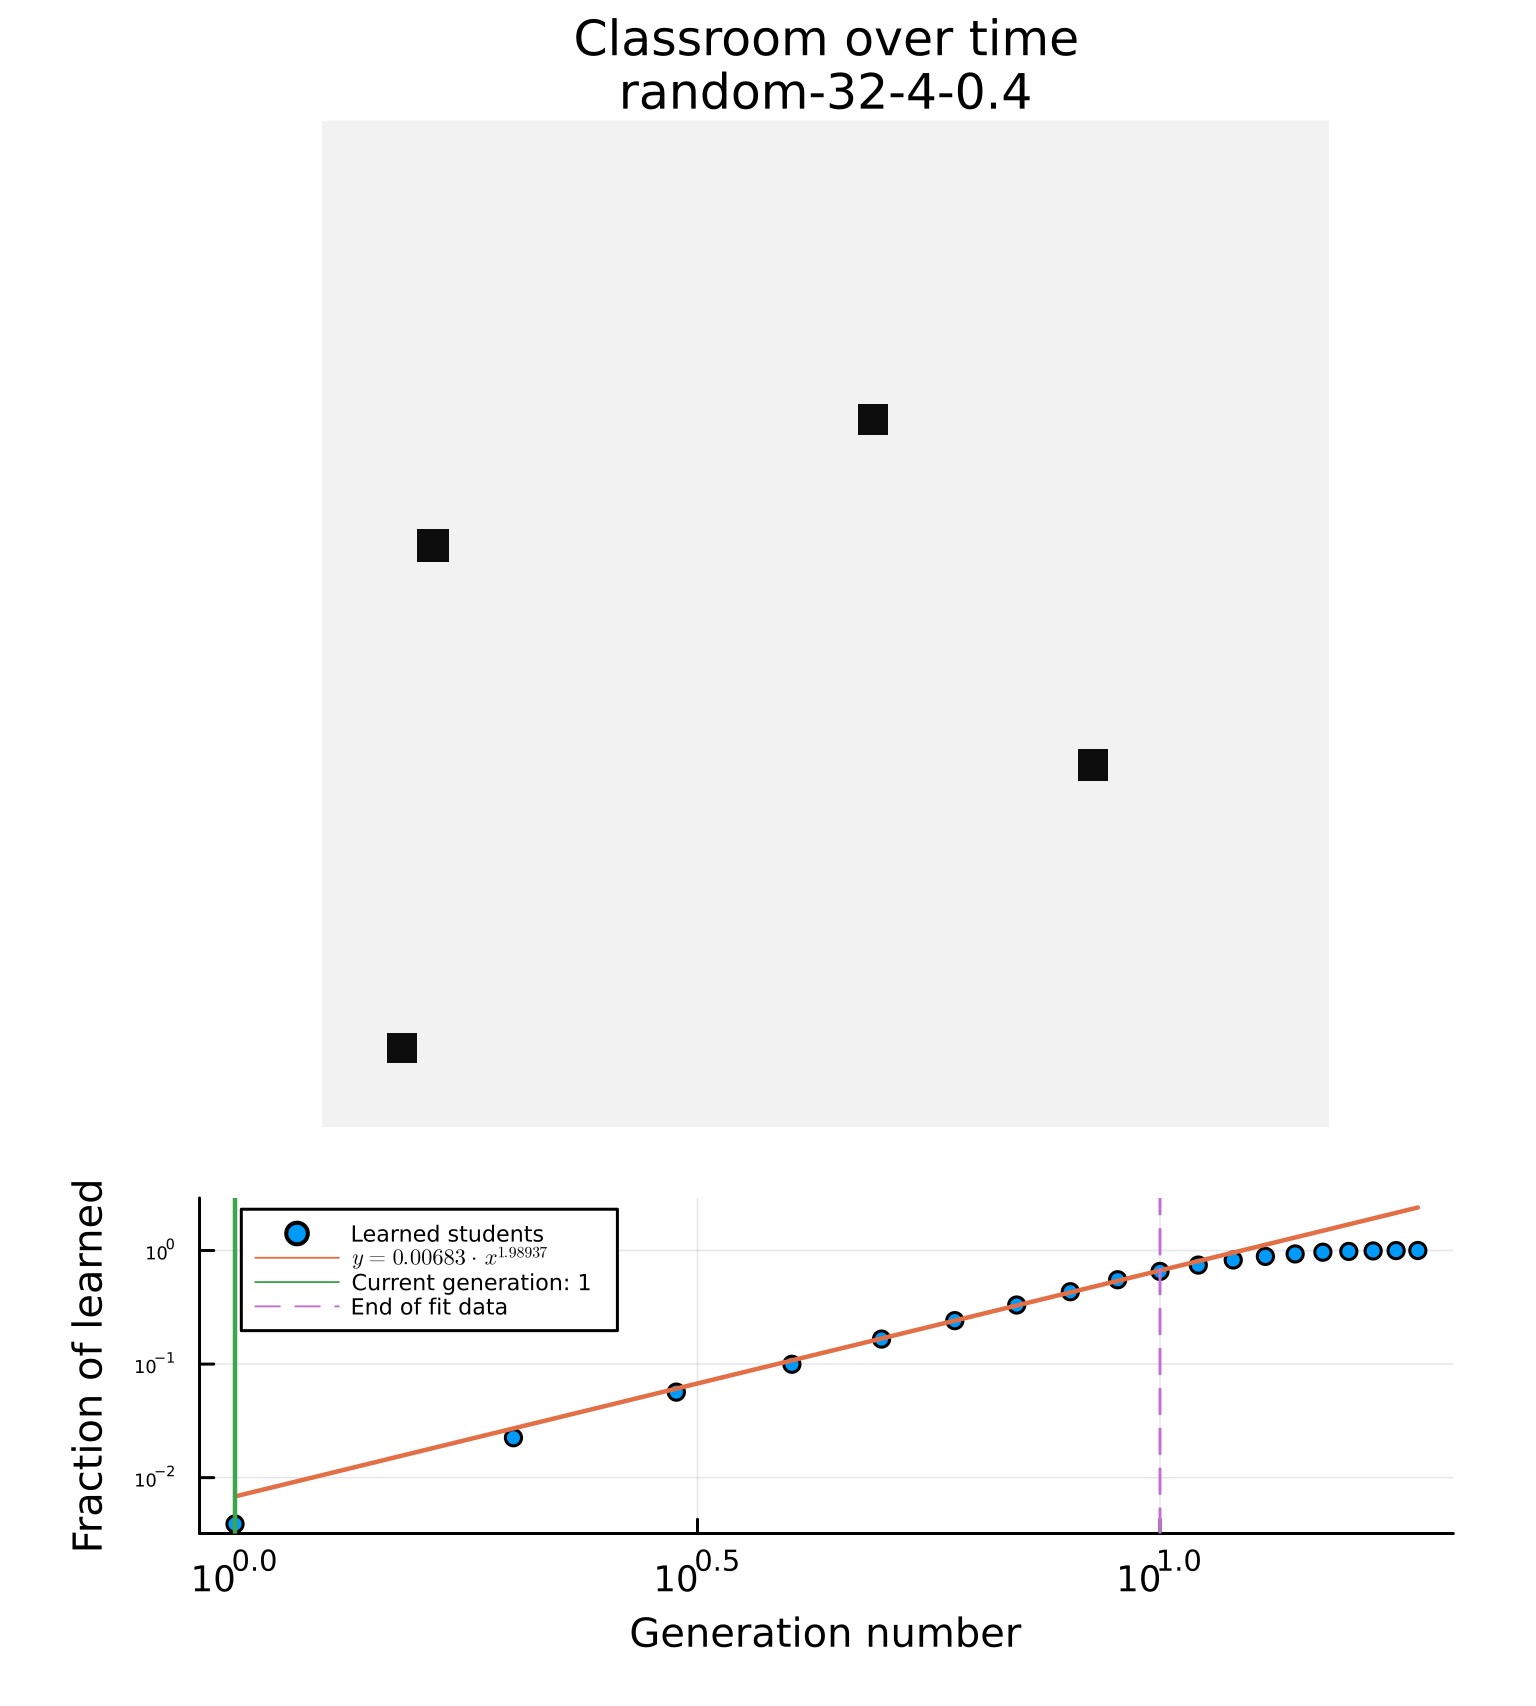 Classroom over time
random-32-4-0.4
Fraction of learned
10⁰
10⁻¹
10⁻²
Learned students
y = 0.00683 · x^{1.98937}
Current generation: 1
End of fit data
10^{0.0}
10^{0.5}
10^{1.0}
Generation number